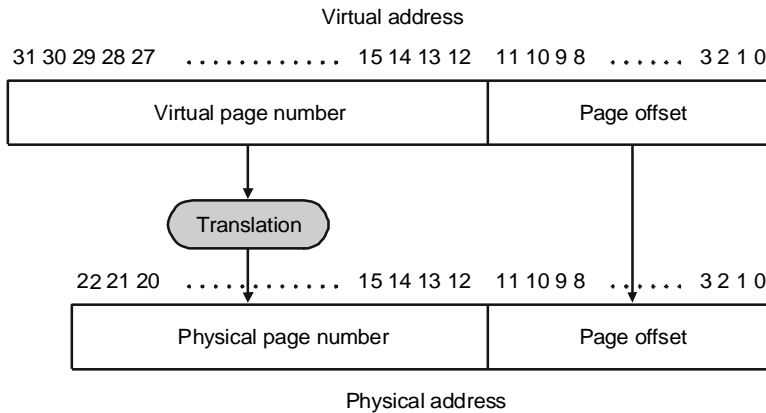 Virtual address
31 30 29 28 27 . . . . . . . . . . . . 15 14 13 12 11 10 9 8 . . . . . . 3 2 1 0
Virtual page number Page offset
Translation
22 21 20 . . . . . . . . . . . . 15 14 13 12 11 10 9 8 . . . . . . 3 2 1 0
Physical page number Page offset
Physical address